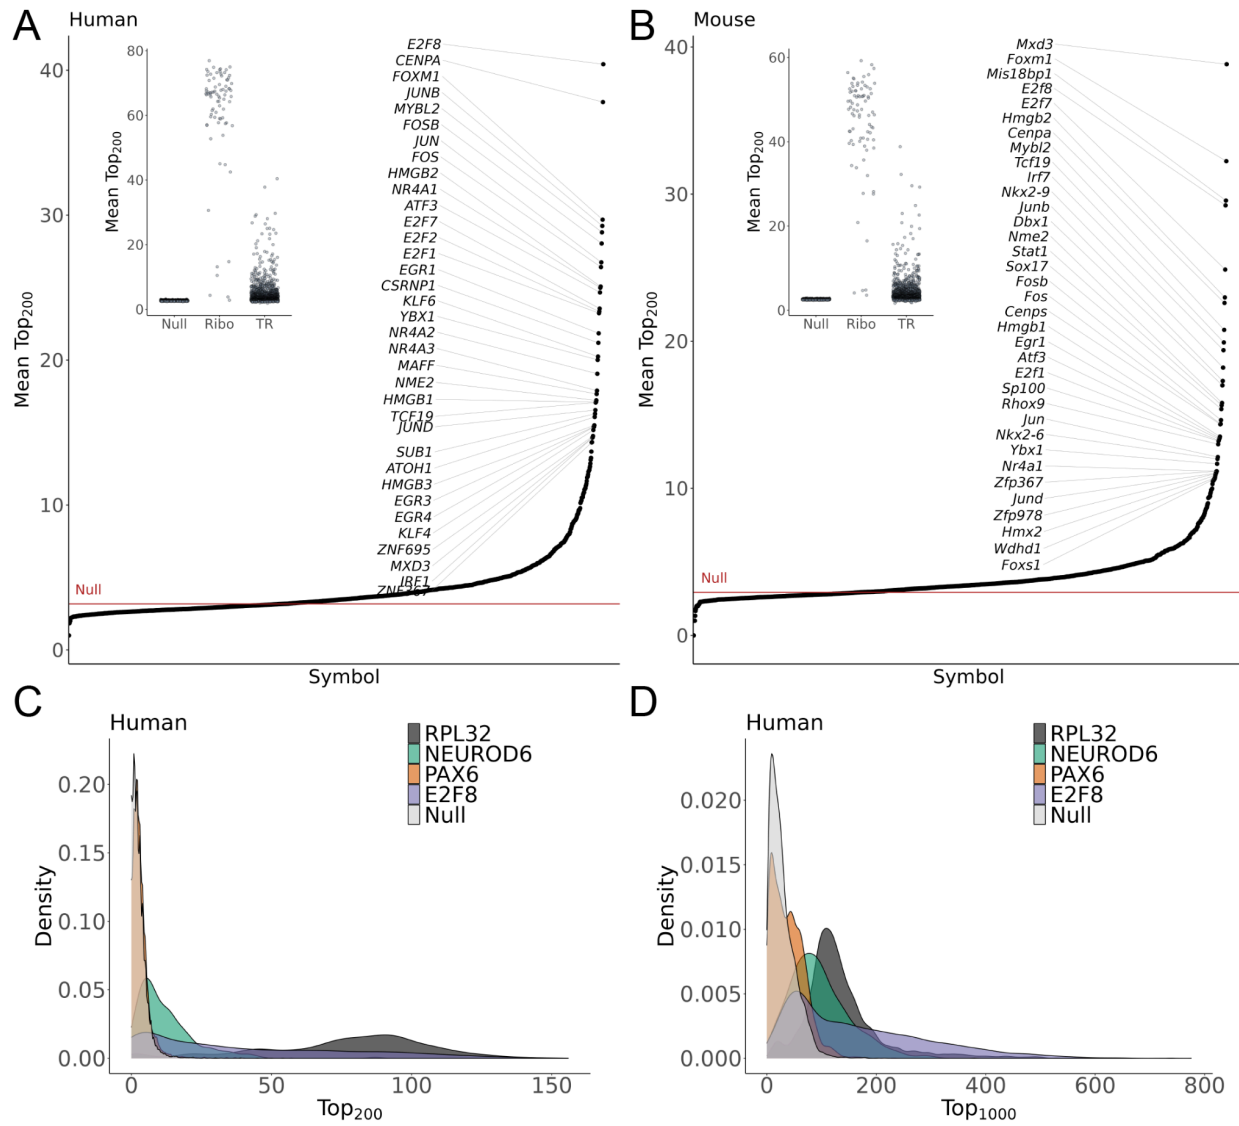 A
Human
Mean Top200
40
30
20
10
0
80
60
40
20
0
Mean Top200
Null
Ribo
TR
E2F8
CENPA
FOXM1
JUNB
MYBL2
FOSB
JUN
FOS
HMGB2
NR4A1
ATF3
E2F7
E2F2
E2F1
EGR1
CSRNP1
KLF6
YBX1
NR4A2
NR4A3
MAFF
NME2
HMGB1
TCF19
JUND
SUB1
ATOH1
HMGB3
EGR3
EGR4
KLF4
ZNF695
MXD3
IRF1
ZNF367
Null
Symbol
B
Mouse
Mean Top200
40
30
20
10
0
60
40
20
0
Mean Top200
Null
Ribo
TR
Mxd3
Foxm1
Mis18bp1
E2f8
E2f7
Hmgb2
Cenpa
Mybl2
Tcf19
Irf7
Nkx2-9
Junb
Dbx1
Nme2
Stat1
Sox17
Fosb
Fos
Cenps
Hmgb1
Egr1
Atf3
E2f1
Sp100
Rhox9
Jun
Nkx2-6
Ybx1
Nr4a1
Zfp367
Jund
Zfp978
Hmx2
Wdhd1
Foxs1
Null
Symbol
C
Human
RPL32
NEUROD6
PAX6
E2F8
Null
Density
0.20
0.15
0.10
0.05
0.00
0
50
100
150
Top200
D
Human
RPL32
NEUROD6
PAX6
E2F8
Null
Density
0.020
0.015
0.010
0.005
0.000
0
200
400
600
800
Top1000